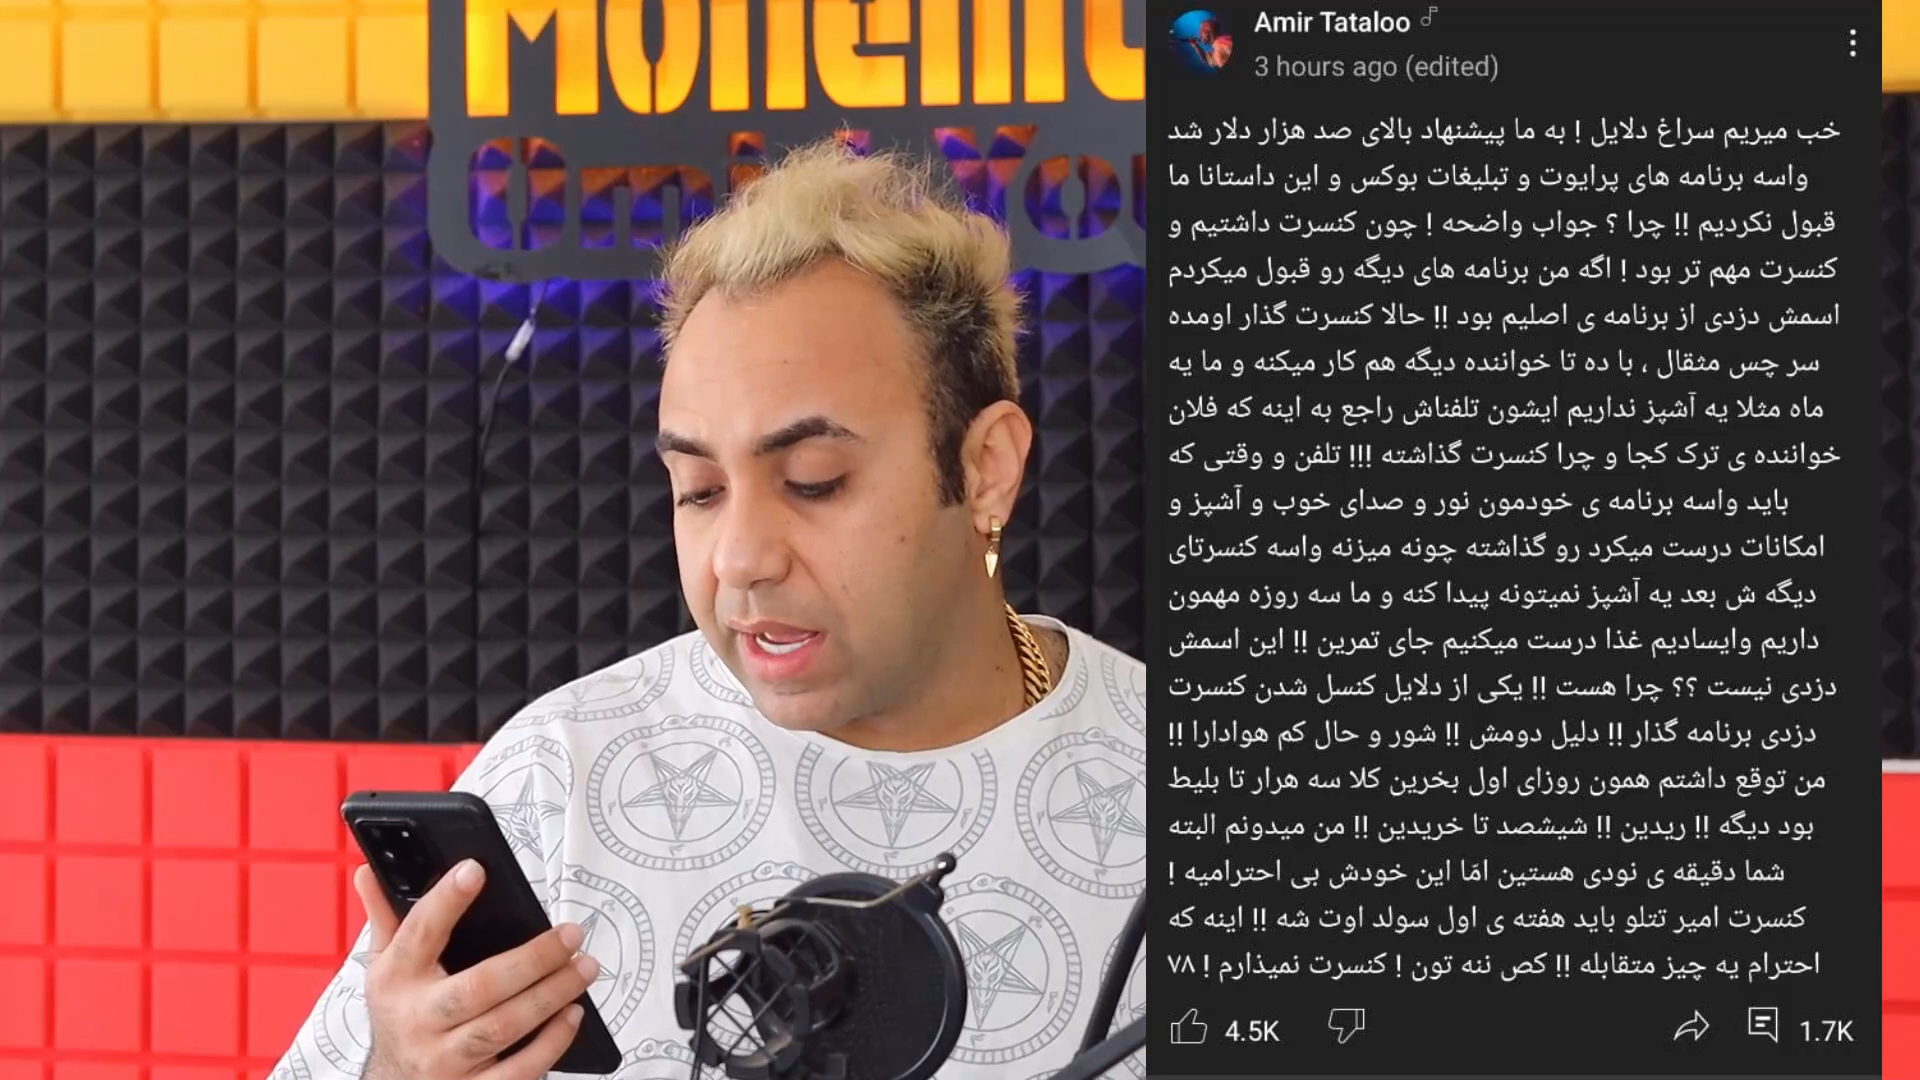 Amir Tataloo
3 hours ago (edited)
خب میریم سراغ دلایل ! به ما پیشنهاد بالای صد هزار دلار شد
واسه برنامه های پرایوت و تبلیغات بوکس و این داستانا ما
قبول نکردیم !! چرا ؟ جواب واضحه ! چون کنسرت داشتیم و
کنسرت مهم تر بود ! اگه من برنامه های دیگه رو قبول میکردم
اسمش دزدی از برنامه ی اصلیم بود !! حالا کنسرت گذار اومده
سر چس مثقال ، با ده تا خواننده دیگه هم کار میکنه و ما یه
ماه مثلا یه آشپز نداریم ایشون تلفناش راجع به اینه که فلان
خواننده ی ترک کجا و چرا کنسرت گذاشته !!! تلفن و وقتی که
باید واسه برنامه ی خودمون نور و صدای خوب و آشپز و
امکانات درست میکرد رو گذاشته چونه میزنه واسه کنسرتای
دیگه ش بعد یه آشپز نمیتونه پیدا کنه و ما سه روزه مهمون
داریم وایسادیم غذا درست میکنیم جای تمرین !! این اسمش
دزدی نیست ؟؟ چرا هست !! یکی از دلایل کنسل شدن کنسرت
دزدی برنامه گذار !! دلیل دومش !! شور و حال کم هوادارا !!
من توقع داشتم همون روزای اول بخرین کلا سه هرار تا بلیط
بود دیگه !! ریدین !! شیشصد تا خریدین !! من میدونم البته
شما دقیقه ی نودی هستین امّا این خودش بی احترامیه !
کنسرت امیر تتلو باید هفته ی اول سولد اوت شه !! اینه که
احترام یه چیز متقابله !! کص ننه تون ! کنسرت نمیذارم ! ۷۸
4.5K
1.7K